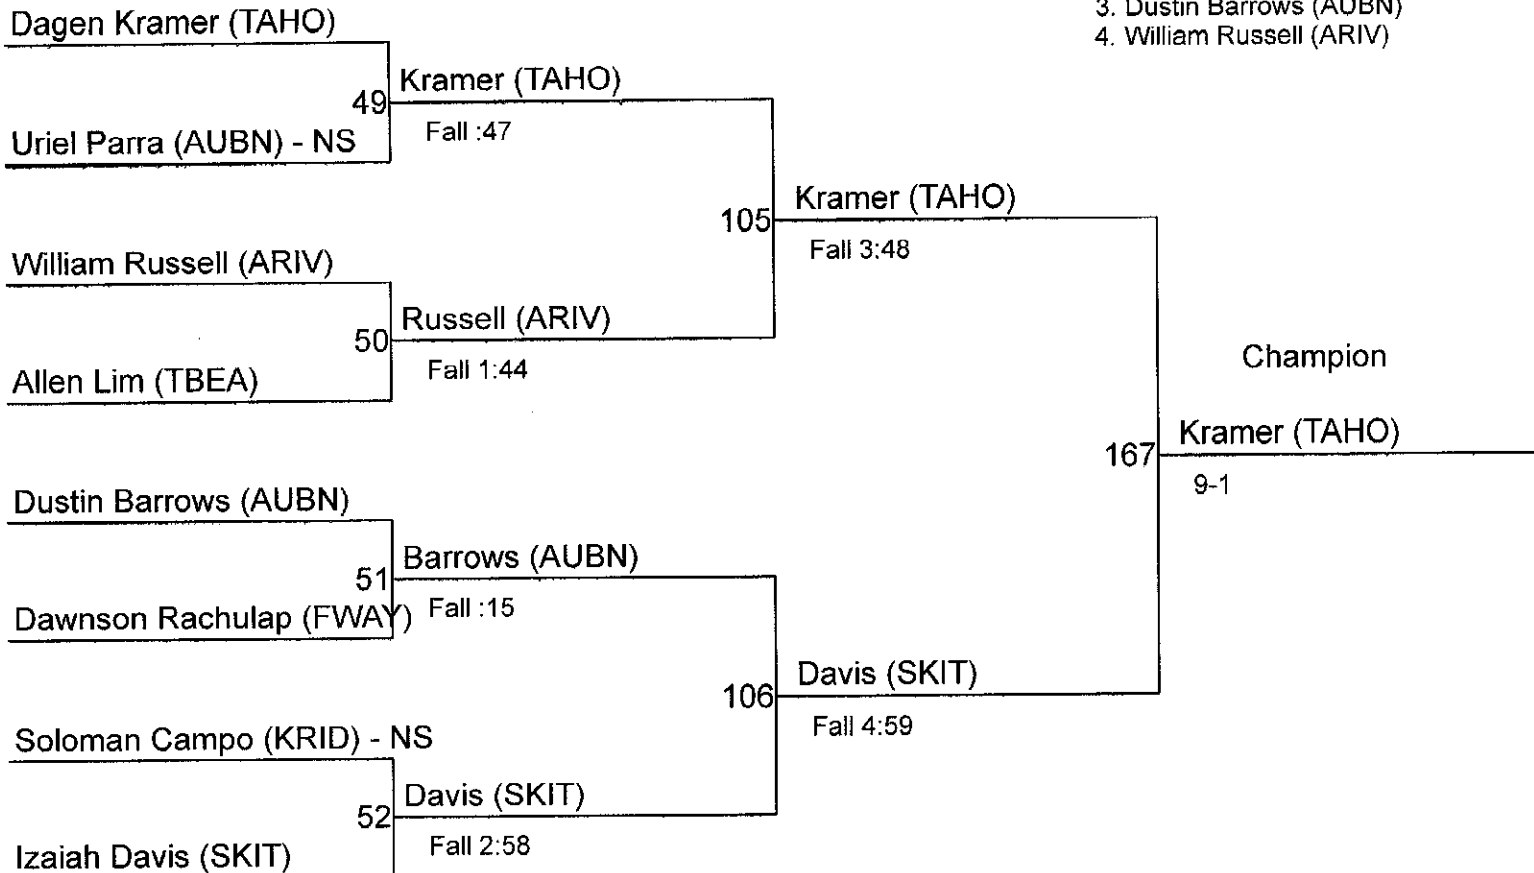 3. Dustin Barrows (AUBN)
4. William Russell (ARIV)
Dagen Kramer (TAHO)
49
Kramer (TAHO)
Fall :47
Uriel Parra (AUBN) - NS
105
Kramer (TAHO)
Fall 3:48
William Russell (ARIV)
50
Russell (ARIV)
Fall 1:44
Allen Lim (TBEA)
Champion
167
Kramer (TAHO)
9-1
Dustin Barrows (AUBN)
51
Barrows (AUBN)
Fall :15
Dawnson Rachulap (FWAY)
106
Davis (SKIT)
Fall 4:59
Soloman Campo (KRID) - NS
52
Davis (SKIT)
Fall 2:58
Izaiah Davis (SKIT)